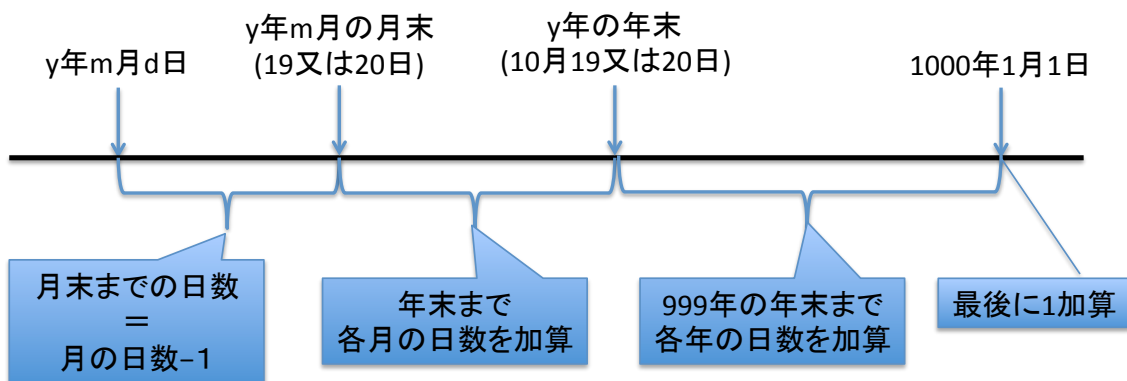 y年m月d日
y年m月の月末
(19又は20日)
y年の年末
(10月19又は20日)
1000年1月1日
月末までの日数
＝
月の日数−1
年末まで
各月の日数を加算
999年の年末まで
各年の日数を加算
最後に1加算